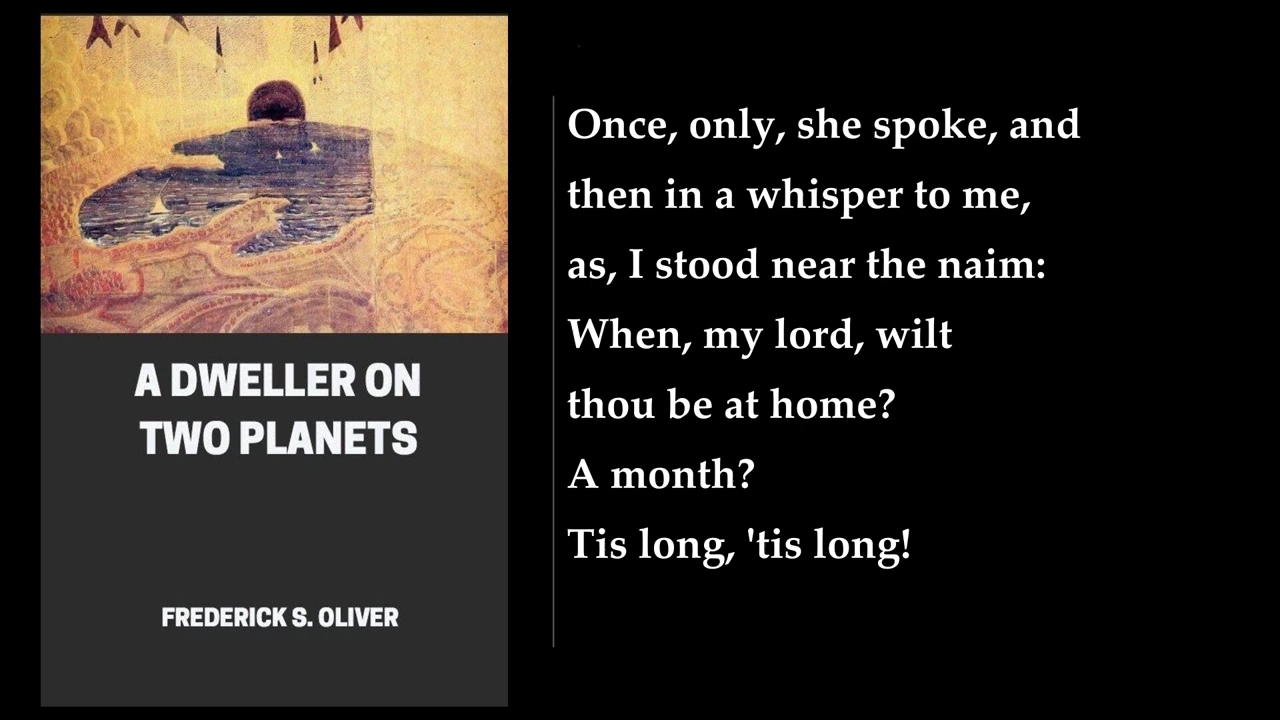 A DWELLER ON
TWO PLANETS
FREDERICK S. OLIVER
Once, only, she spoke, and
then in a whisper to me,
as, I stood near the naim:
When, my lord, wilt
thou be at home?
A month?
Tis long, 'tis long!